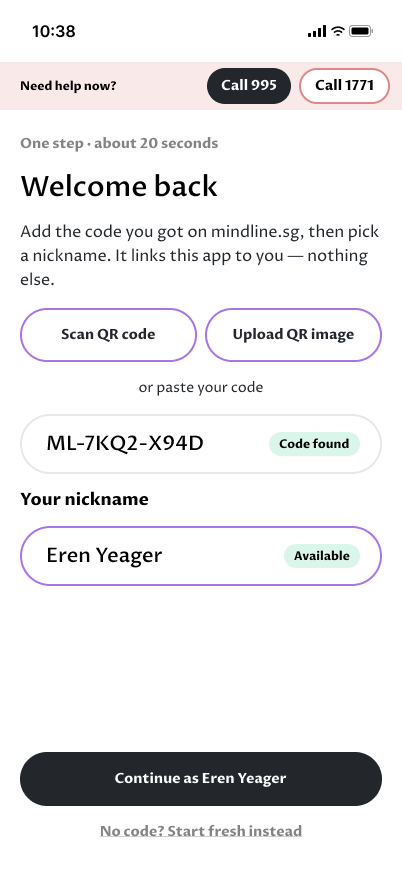 10:38
Need help now?
Call 995
Call 1771
One step · about 20 seconds
Welcome back
Add the code you got on mindline.sg, then pick
a nickname. It links this app to you — nothing
else.
Scan QR code
Upload QR image
or paste your code
ML-7KQ2-X94D
Code found
Your nickname
Eren Yeager
Available
Continue as Eren Yeager
No code? Start fresh instead